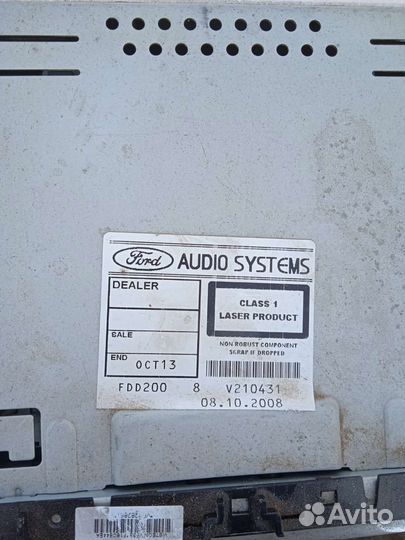 Ford AUDIO SYSTEMS
DEALER
CLASS 1
LASER PRODUCT
SALE
NON ROBUST COMPONENT
SKRAP IF DROPPED
END OCT13
FDD200 8 V210431
08.10.2008
Avito